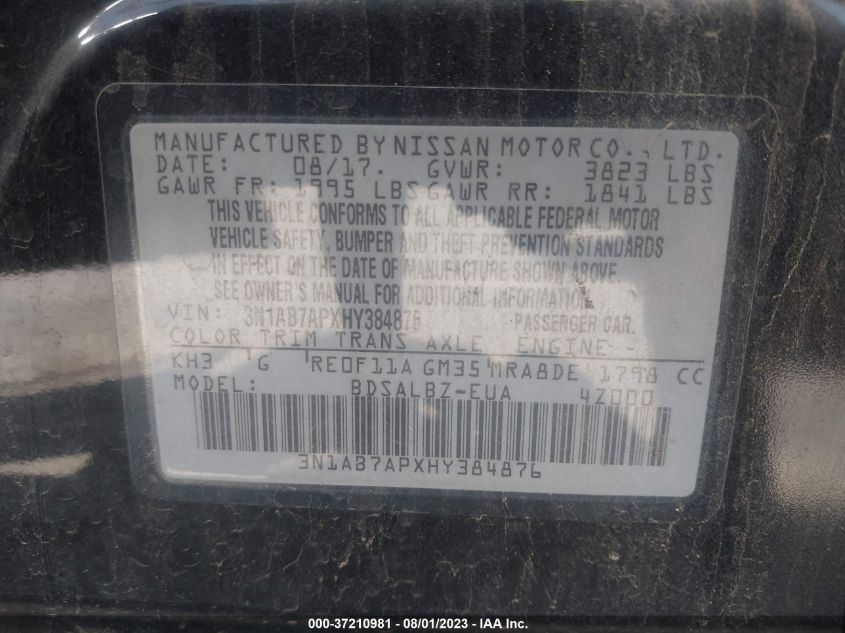 MANUFACTURED BY NISSAN MOTOR CO., LTD.
DATE: 08/17. GVWR: 3823 LBS
GAWR FR: 1995 LBS GAWR RR: 1841 LBS
THIS VEHICLE CONFORMS TO ALL APPLICABLE FEDERAL MOTOR
VEHICLE SAFETY, BUMPER AND THEFT PREVENTION STANDARDS
IN EFFECT ON THE DATE OF MANUFACTURE SHOWN ABOVE.
SEE OWNER'S MANUAL FOR ADDITIONAL INFORMATION.
VIN: 3N1AB7APXHY384876 PASSENGER CAR.
COLOR TRIM TRANS AXLE ENGINE
KH3 G RE0F11A GM35 MRA8DE 1798 CC
MODEL: BDSALBZ-EUA 4Z000
3N1AB7APXHY384876
000-37210981 - 08/01/2023 - IAA Inc.